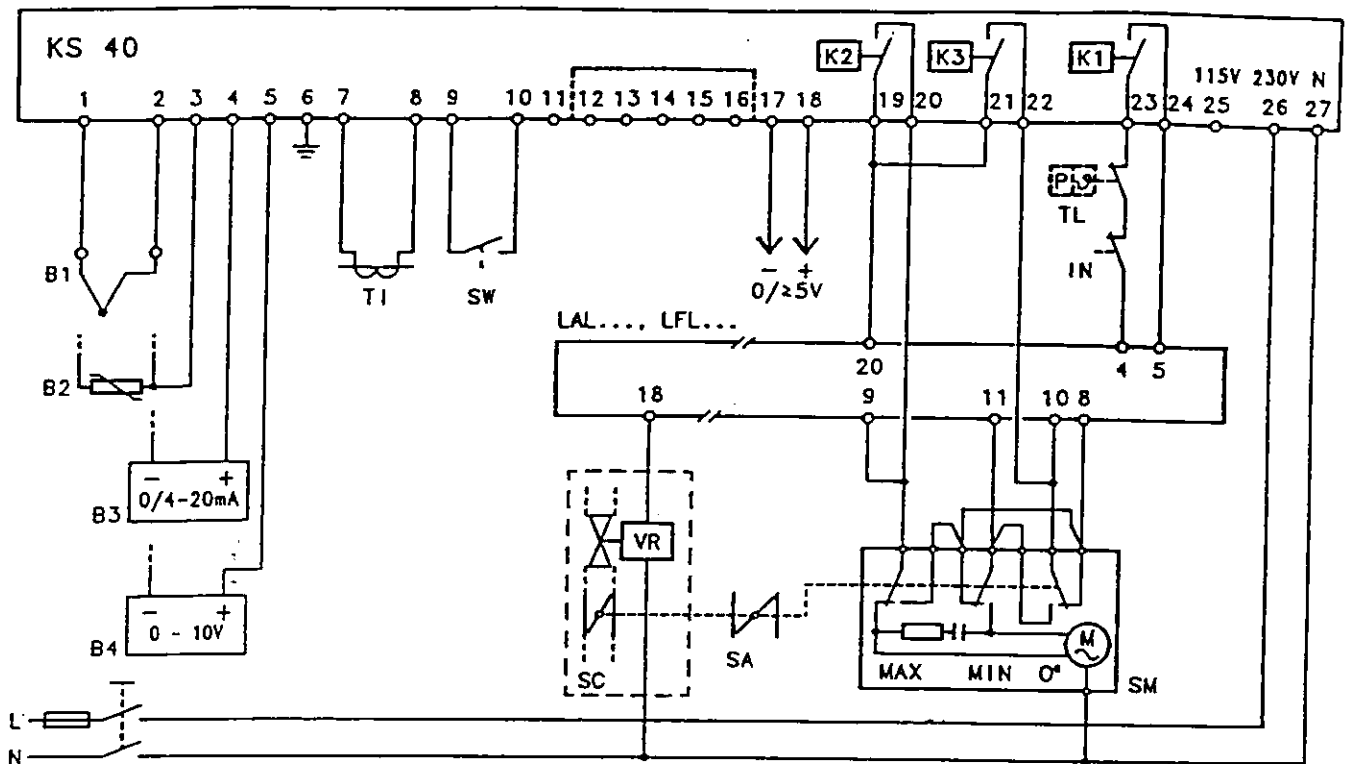 KS 40
K2
K3
K1
115V 230V N
1 2 3 4 5 6 7 8 9 10 11 12 13 14 15 16 17 18 19 20 21 22 23 24 25 26 27
P ϑ
TL
IN
B1
TI
SW
- +
0/≥5V
LAL..., LFL...
20 4 5
B2
18 9 11 10 8
- +
0/4-20mA
B3
VR
- +
0 - 10V
B4
SC
SA
M
~
MAX MIN 0°
SM
L
N